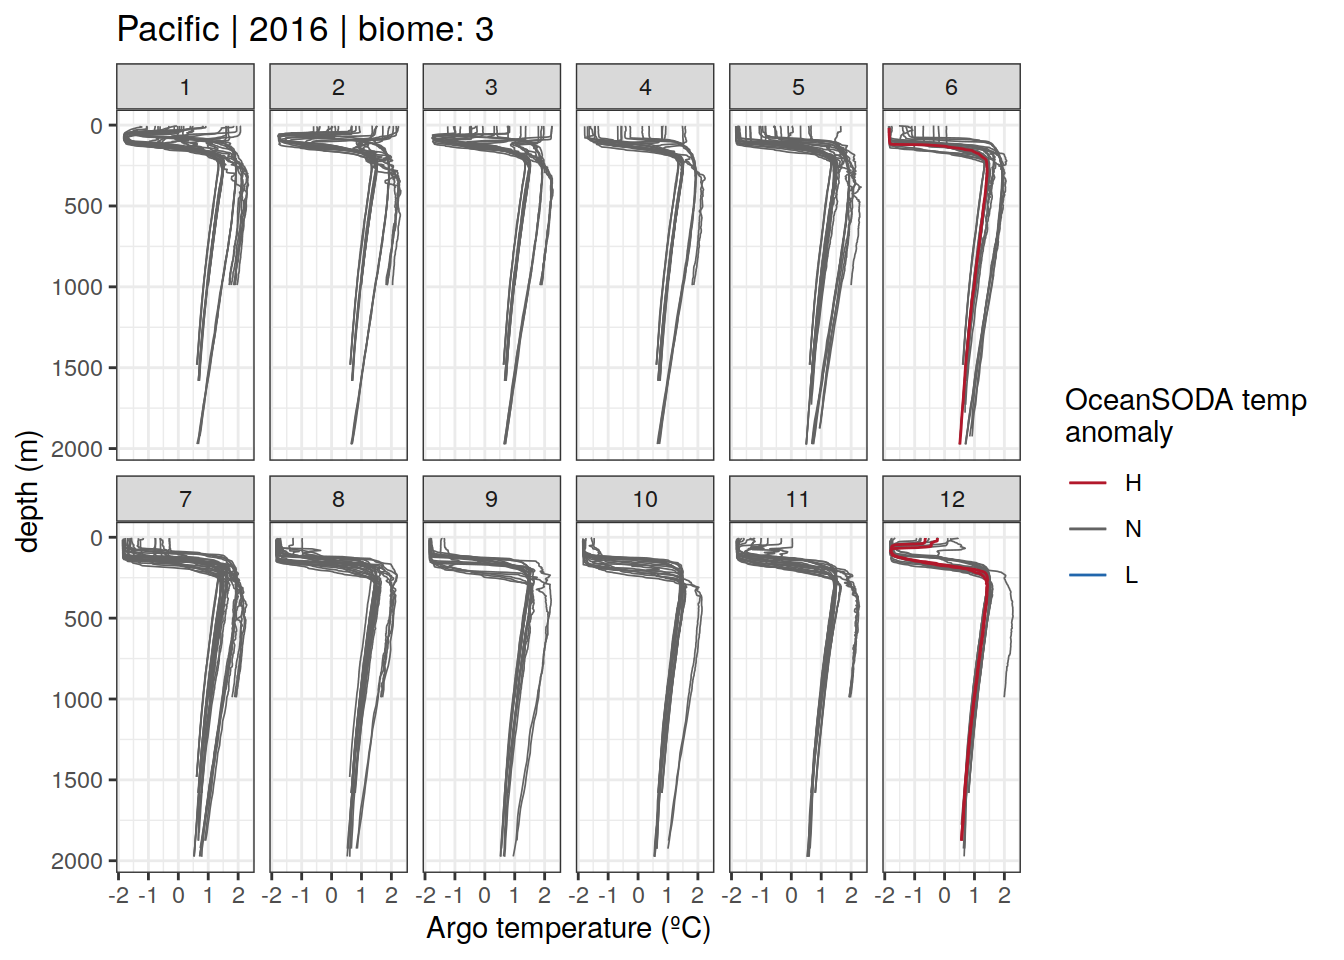 Pacific | 2016 | biome: 3
1 2 3 4 5 6
0
500
1000
1500
2000
7 8 9 10 11 12
0
500
1000
1500
2000
-2 -1 0 1 2 -2 -1 0 1 2 -2 -1 0 1 2 -2 -1 0 1 2 -2 -1 0 1 2 -2 -1 0 1 2
Argo temperature (ºC)
depth (m)
OceanSODA temp
anomaly
H
N
L